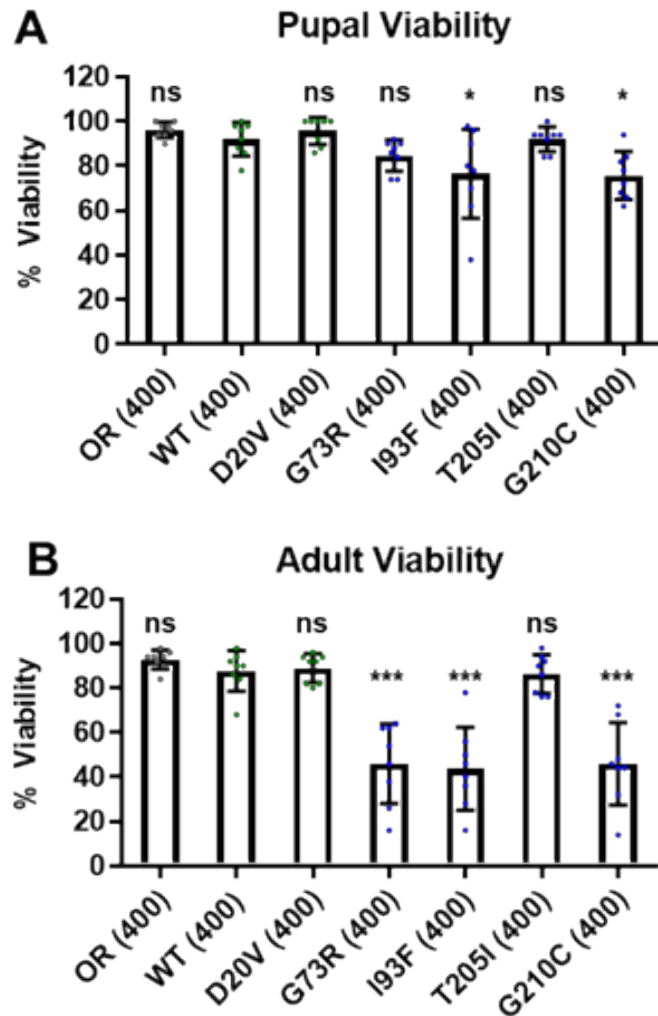 A
Pupal Viability
ns ns ns * ns *
120
100
80
60
40
20
0
% Viability
OR (400)
WT (400)
D20V (400)
G73R (400)
I93F (400)
T205I (400)
G210C (400)
B
Adult Viability
ns ns *** *** ns ***
120
100
80
60
40
20
0
% Viability
OR (400)
WT (400)
D20V (400)
G73R (400)
I93F (400)
T205I (400)
G210C (400)